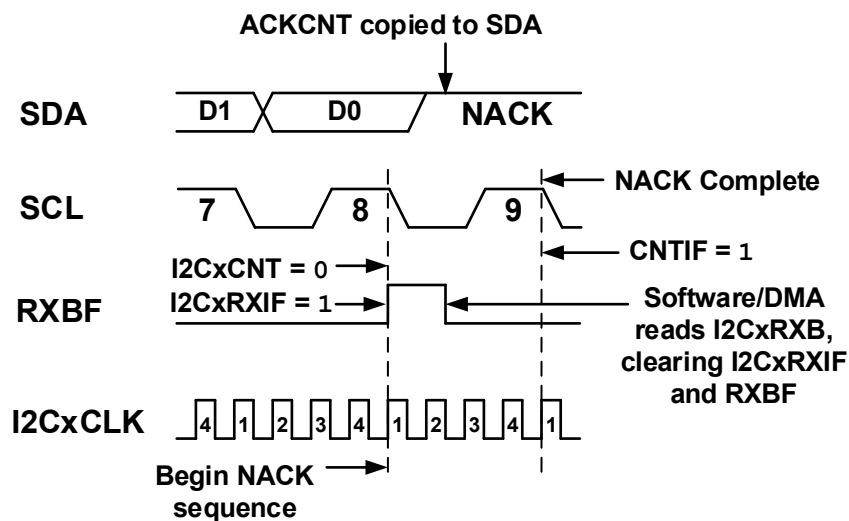 ACKCNT copied to SDA
SDA D1 D0 NACK
SCL 7 8 9 NACK Complete
I2CxCNT = 0 CNTIF = 1
RXBF I2CxRXIF = 1 Software/DMA
reads I2CxRXB,
clearing I2CxRXIF
and RXBF
I2CxCLK 4 1 2 3 4 1 2 3 4 1
Begin NACK
sequence